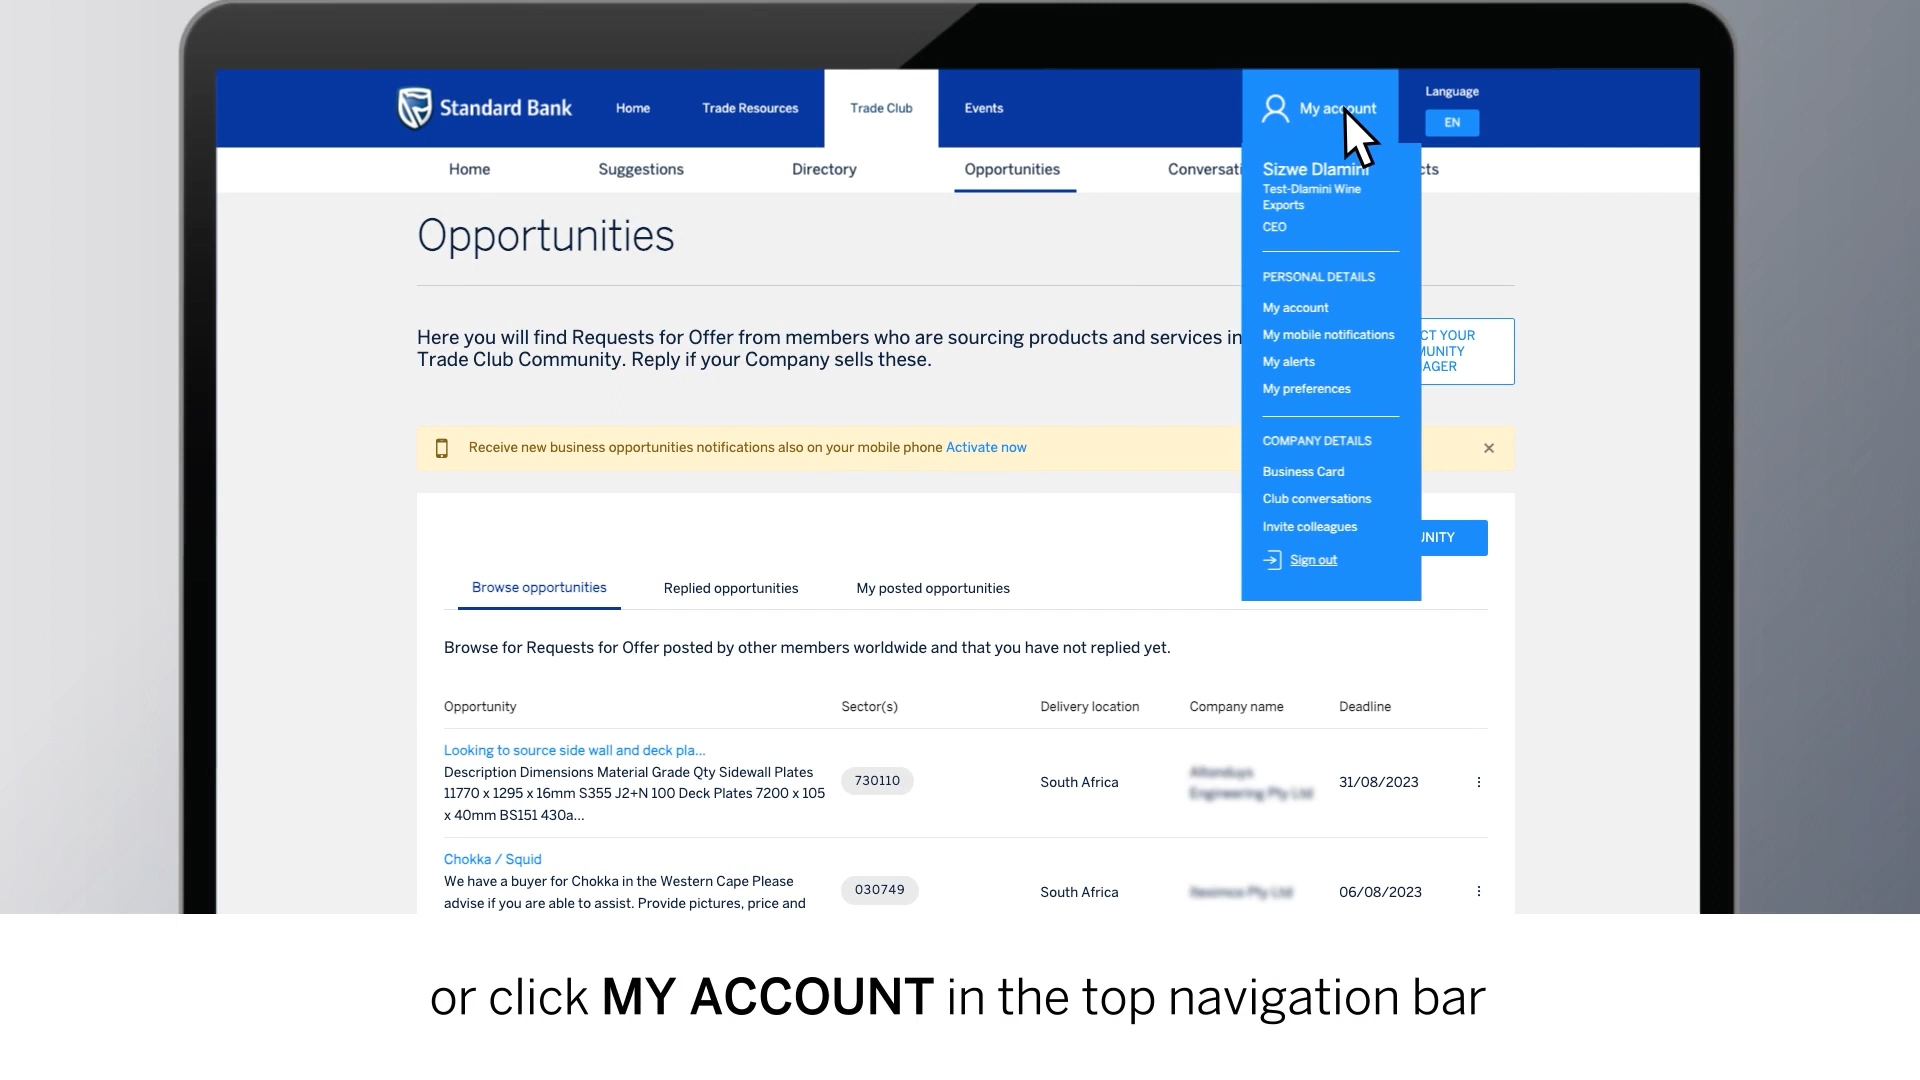 Standard Bank
Home
Trade Resources
Trade Club
Events
My account
Language
EN
Home
Suggestions
Directory
Opportunities
Sizwe Dlamini
Test-Dlamini Wine
Exports
CEO
Opportunities
PERSONAL DETAILS
My account
My mobile notifications
My alerts
My preferences
Here you will find Requests for Offer from members who are sourcing products and services in
Trade Club Community. Reply if your Company sells these.
YOUR
COMPANY DETAILS
Business Card
Club conversations
Invite colleagues
Sign out
Receive new business opportunities notifications also on your mobile phone Activate now
Browse opportunities
Replied opportunities
My posted opportunities
Browse for Requests for Offer posted by other members worldwide and that you have not replied yet.
Opportunity
Sector(s)
Delivery location
Company name
Deadline
Looking to source side wall and deck pla...
Description Dimensions Material Grade Qty Sidewall Plates
11770 x 1295 x 16mm S355 J2+N 100 Deck Plates 7200 x 105
x 40mm BS151 430a...
730110
South Africa
31/08/2023
Chokka / Squid
We have a buyer for Chokka in the Western Cape Please
advise if you are able to assist. Provide pictures, price and
030749
South Africa
06/08/2023
or click MY ACCOUNT in the top navigation bar